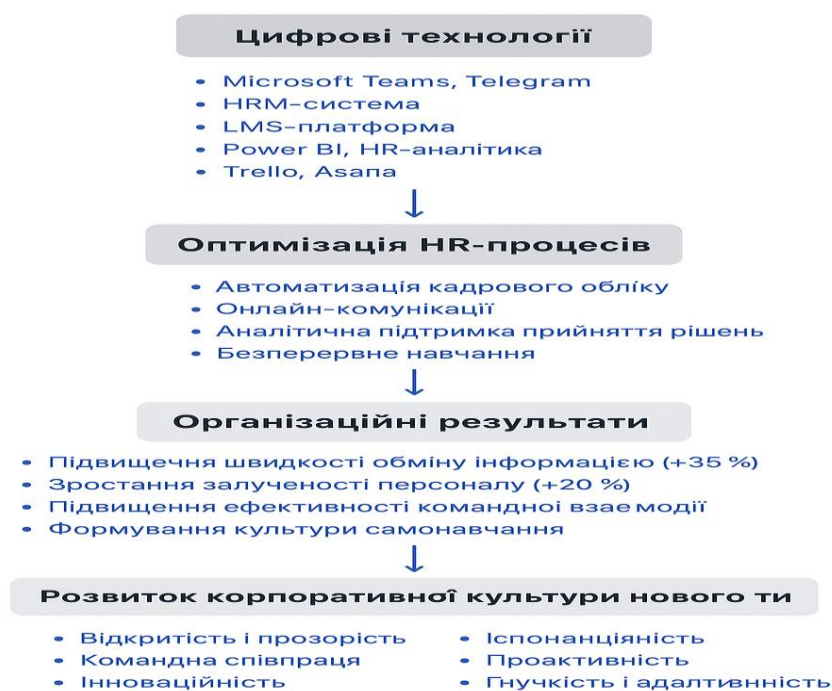 Цифрові технології
• Microsoft Teams, Telegram
• HRM-система
• LMS-платформа
• Power BI, HR-аналітика
• Trello, Asana
Оптимізація HR-процесів
• Автоматизація кадрового обліку
• Онлайн-комунікації
• Аналітична підтримка прийняття рішень
• Безперервне навчання
Організаційні результати
• Підвищечня швидкості обміну інформацією (+35 %)
• Зростання залученості персоналу (+20 %)
• Підвищення ефективності командноі взаємодії
• Формування культури самонавчання
Розвиток корпоративної культури нового ти
• Відкритість і прозорість
• Командна співпраця
• Інноваційність
• Іспонанціяність
• Проактивність
• Гнучкість і адалтивнність